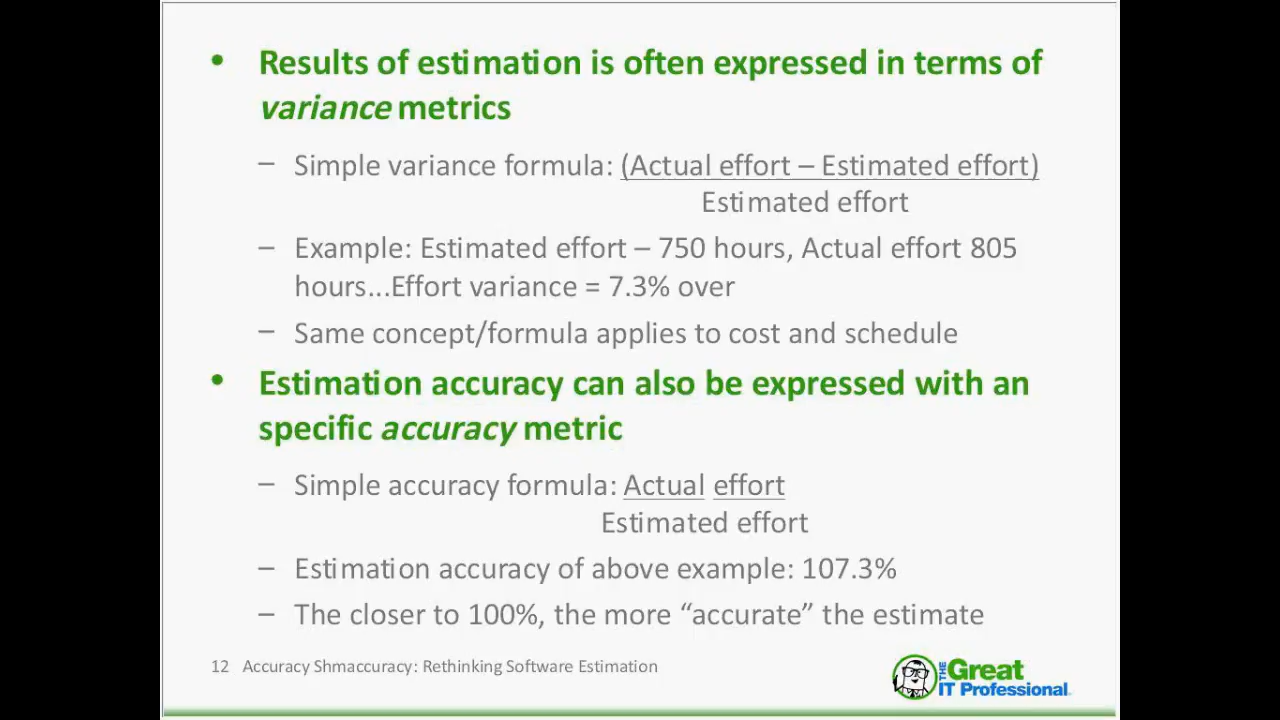 • Results of estimation is often expressed in terms of
variance metrics
– Simple variance formula: (Actual effort – Estimated effort)
Estimated effort
– Example: Estimated effort – 750 hours, Actual effort 805
hours...Effort variance = 7.3% over
– Same concept/formula applies to cost and schedule
• Estimation accuracy can also be expressed with an
specific accuracy metric
– Simple accuracy formula: Actual effort
Estimated effort
– Estimation accuracy of above example: 107.3%
– The closer to 100%, the more “accurate” the estimate
12 Accuracy Shmaccuracy: Rethinking Software Estimation
THE Great
IT Professional